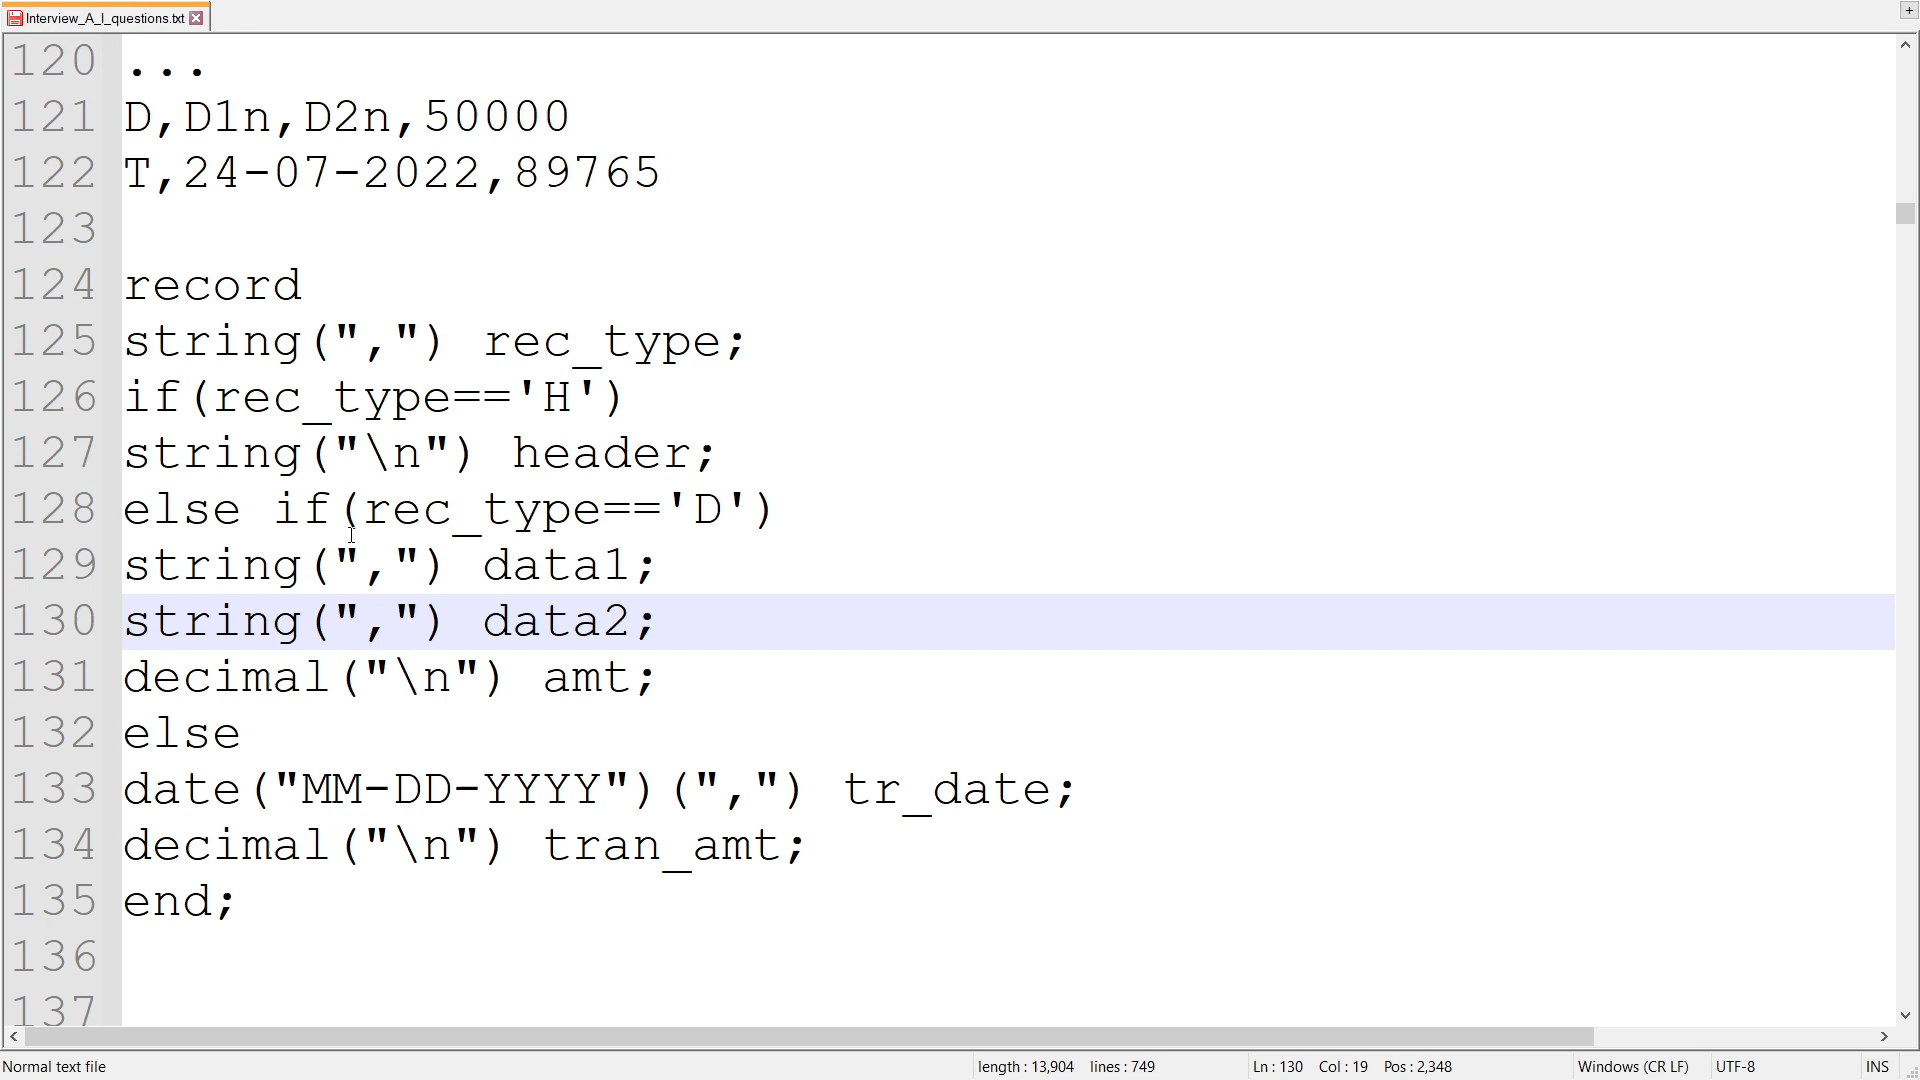 Interview_A_I_questions.txt
+
120 ...
121 D,D1n,D2n,50000
122 T,24-07-2022,89765
123
124 record
125 string(",") rec_type;
126 if(rec_type=='H')
127 string("\n") header;
128 else if(rec_type=='D')
129 string(",") data1;
130 string(",") data2;
131 decimal("\n") amt;
132 else
133 date("MM-DD-YYYY")(",") tr_date;
134 decimal("\n") tran_amt;
135 end;
136
137
Normal text file length : 13,904 lines : 749 Ln : 130 Col : 19 Pos : 2,348 Windows (CR LF) UTF-8 INS